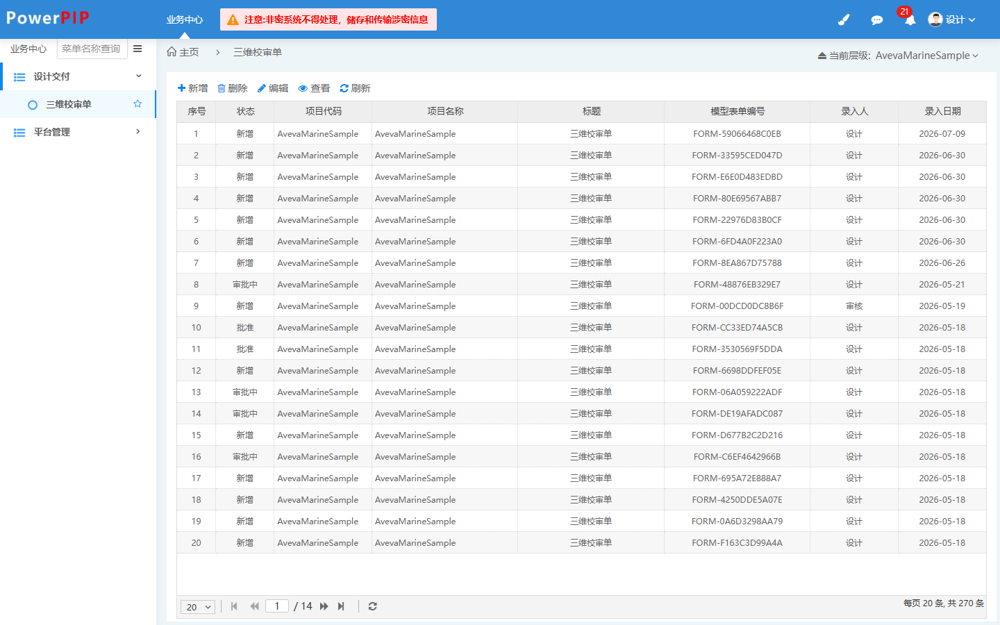 PowerPIP
业务中心
注意:非密系统不得处理，储存和传输涉密信息
21
设计
业务中心
菜单名称查询
设计交付
三维校审单
平台管理
主页 > 三维校审单
当前层级: AvevaMarineSample
新增 删除 编辑 查看 刷新
序号 状态 项目代码 项目名称 标题 模型表单编号 录入人 录入日期
1 新增 AvevaMarineSample AvevaMarineSample 三维校审单 FORM-59066468C0EB 设计 2026-07-09
2 新增 AvevaMarineSample AvevaMarineSample 三维校审单 FORM-33595CED047D 设计 2026-06-30
3 新增 AvevaMarineSample AvevaMarineSample 三维校审单 FORM-E6E0D483EDBD 设计 2026-06-30
4 新增 AvevaMarineSample AvevaMarineSample 三维校审单 FORM-80E69567ABB7 设计 2026-06-30
5 新增 AvevaMarineSample AvevaMarineSample 三维校审单 FORM-22976D83B0CF 设计 2026-06-30
6 新增 AvevaMarineSample AvevaMarineSample 三维校审单 FORM-6FD4A0F223A0 设计 2026-06-30
7 新增 AvevaMarineSample AvevaMarineSample 三维校审单 FORM-8EA867D75788 设计 2026-06-26
8 审批中 AvevaMarineSample AvevaMarineSample 三维校审单 FORM-48876EB329E7 设计 2026-05-21
9 新增 AvevaMarineSample AvevaMarineSample 三维校审单 FORM-00DCD0DC8B6F 审核 2026-05-19
10 批准 AvevaMarineSample AvevaMarineSample 三维校审单 FORM-CC33ED74A5CB 设计 2026-05-18
11 批准 AvevaMarineSample AvevaMarineSample 三维校审单 FORM-3530569F5DDA 设计 2026-05-18
12 新增 AvevaMarineSample AvevaMarineSample 三维校审单 FORM-6698DDFEF05E 设计 2026-05-18
13 审批中 AvevaMarineSample AvevaMarineSample 三维校审单 FORM-06A059222ADF 设计 2026-05-18
14 审批中 AvevaMarineSample AvevaMarineSample 三维校审单 FORM-DE19AFADC087 设计 2026-05-18
15 新增 AvevaMarineSample AvevaMarineSample 三维校审单 FORM-D677B2C2D216 设计 2026-05-18
16 审批中 AvevaMarineSample AvevaMarineSample 三维校审单 FORM-C6EF4642966B 设计 2026-05-18
17 新增 AvevaMarineSample AvevaMarineSample 三维校审单 FORM-695A72E888A7 设计 2026-05-18
18 新增 AvevaMarineSample AvevaMarineSample 三维校审单 FORM-4250DDE5A07E 设计 2026-05-18
19 新增 AvevaMarineSample AvevaMarineSample 三维校审单 FORM-0A6D3298AA79 设计 2026-05-18
20 新增 AvevaMarineSample AvevaMarineSample 三维校审单 FORM-F163C3D99A4A 设计 2026-05-18
20 1 / 14 每页 20 条, 共 270 条